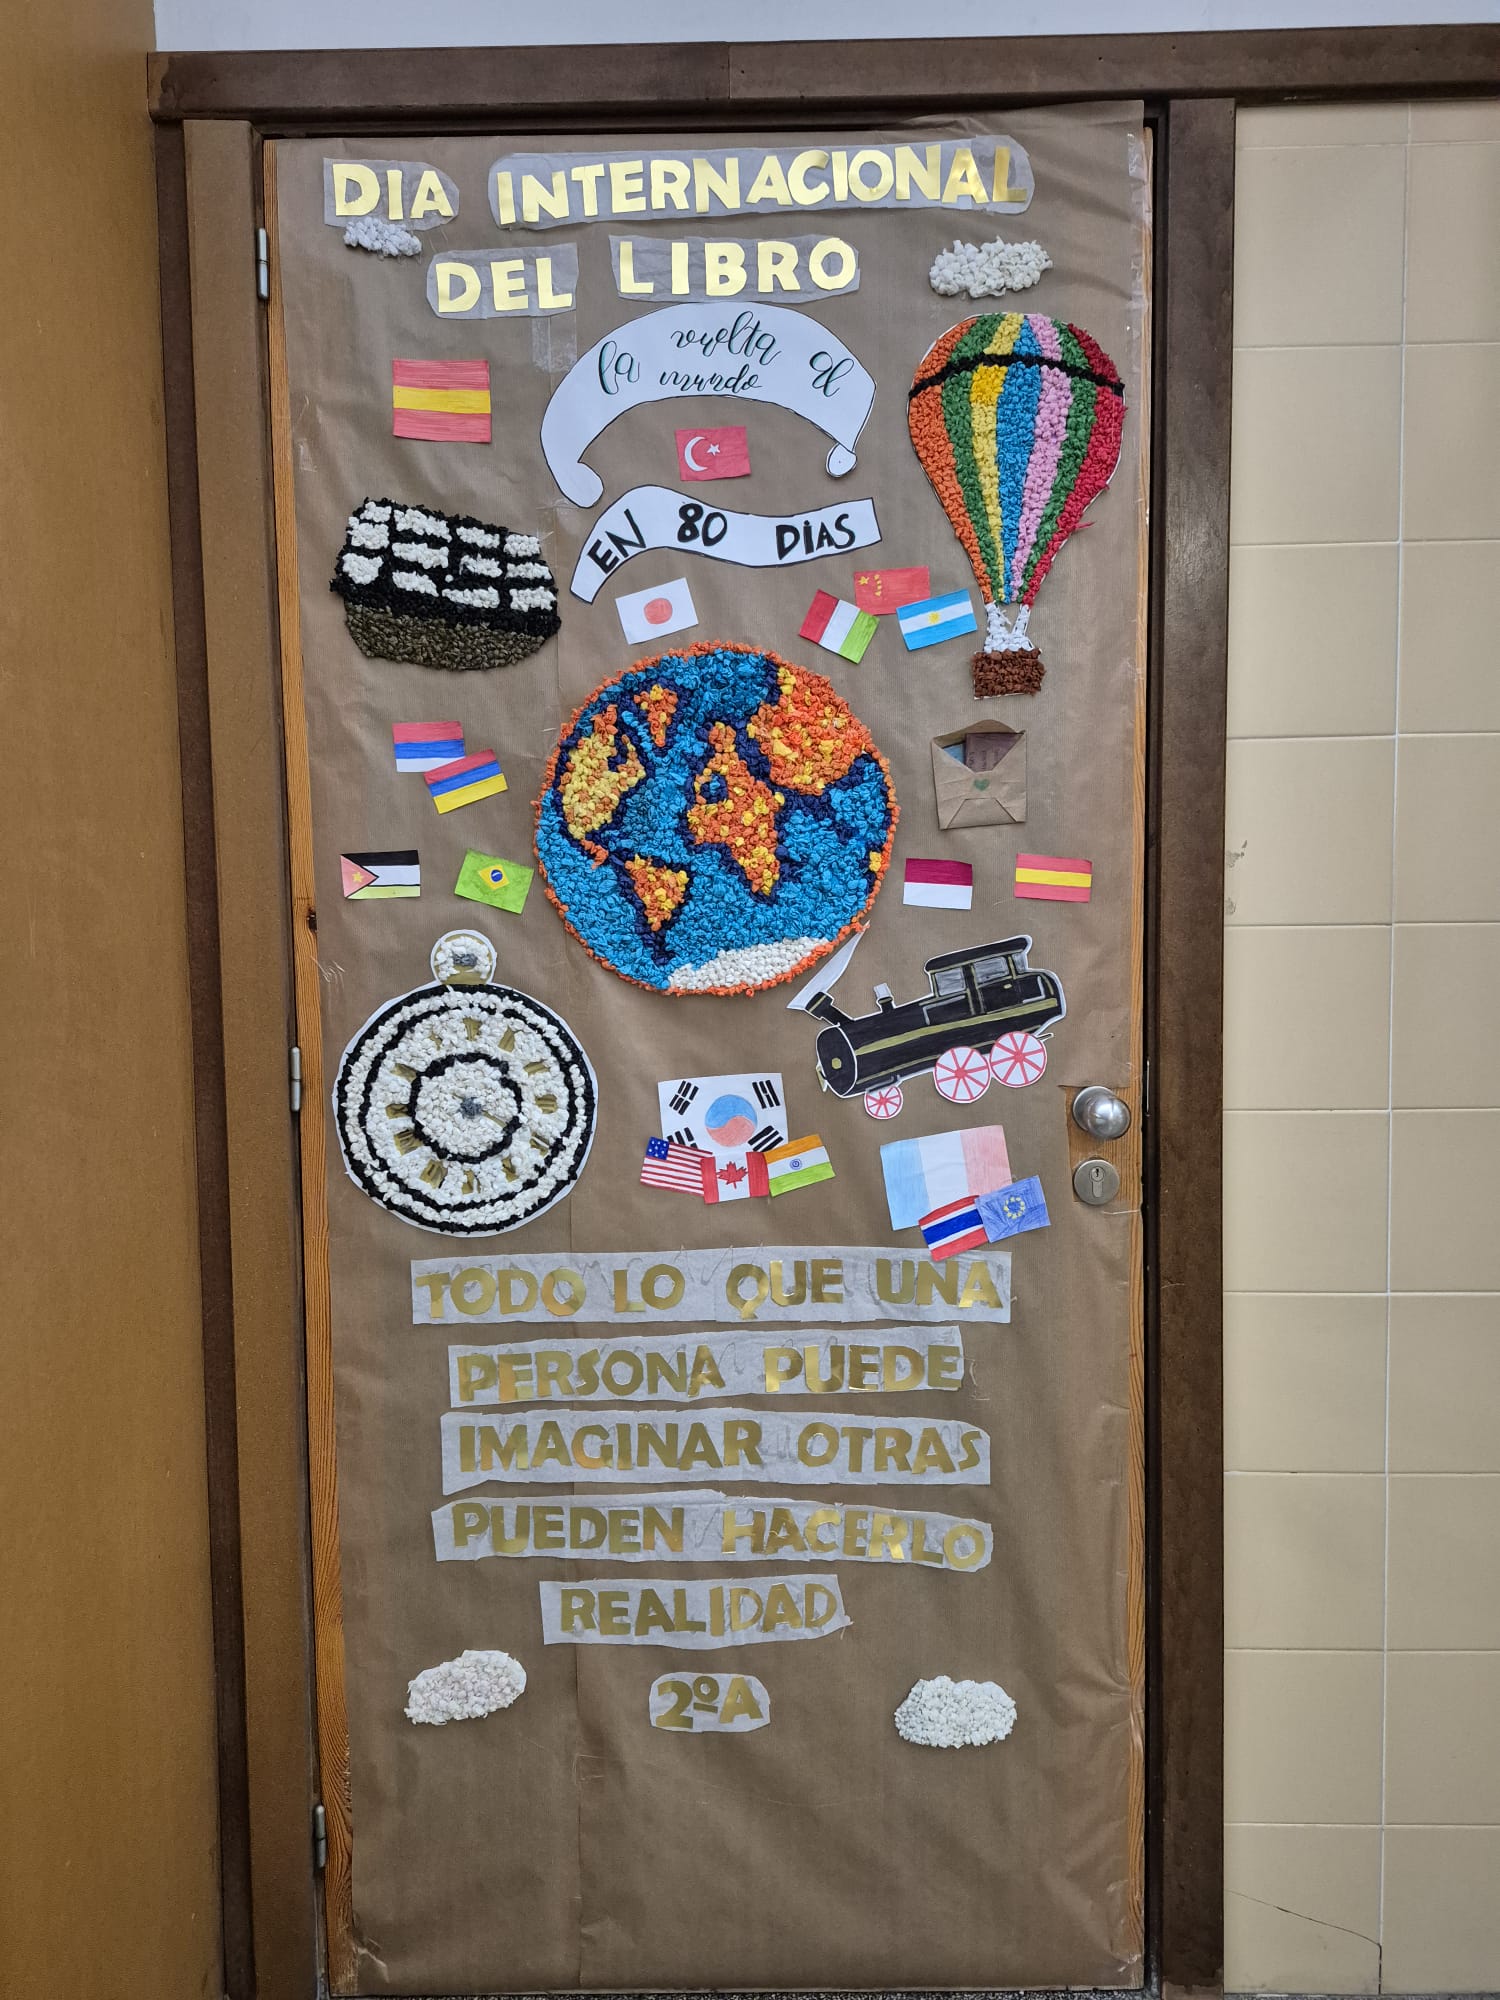 DIA INTERNACIONAL
DEL LIBRO
la vuelta al
mundo
EN 80 DÍAS
TODO LO QUE UNA
PERSONA PUEDE
IMAGINAR OTRAS
PUEDEN HACERLO
REALIDAD
2ºA